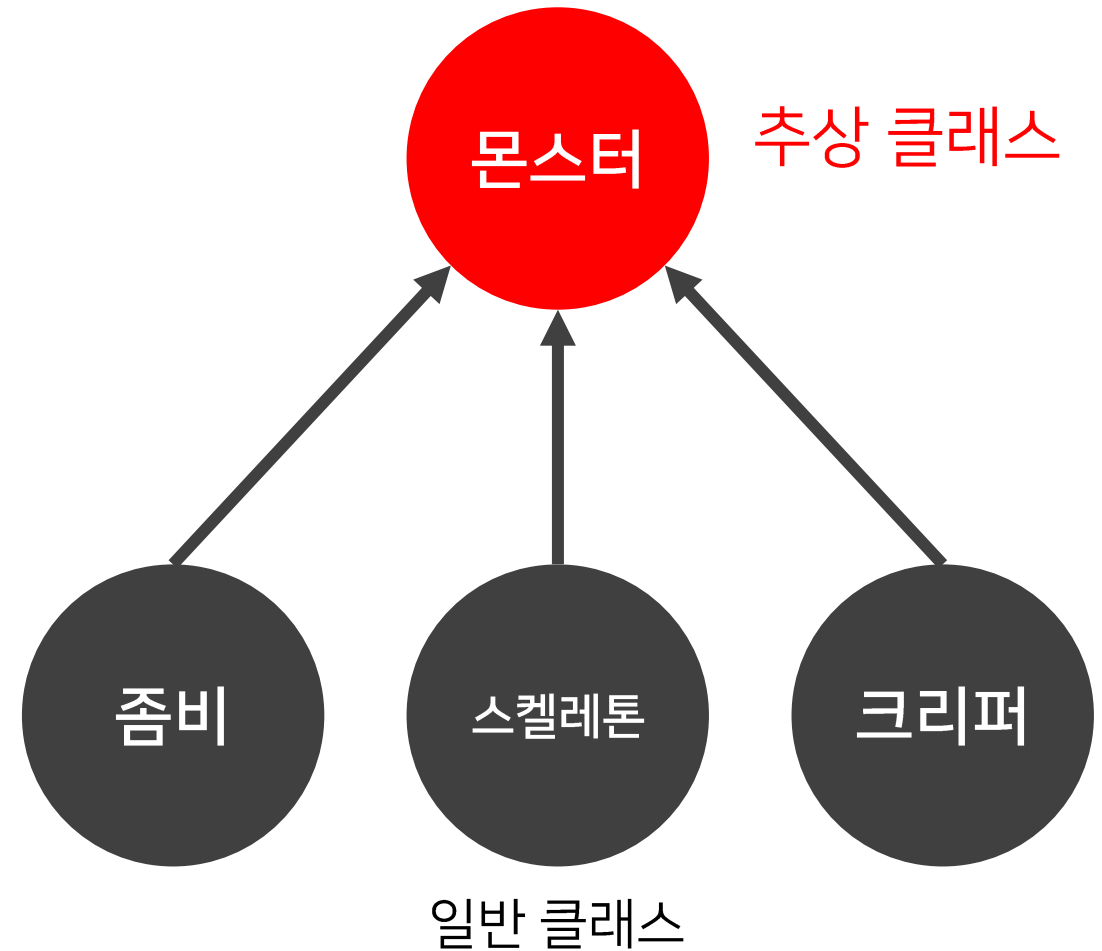 몬스터
추상 클래스
좀비
스켈레톤
크리퍼
일반 클래스